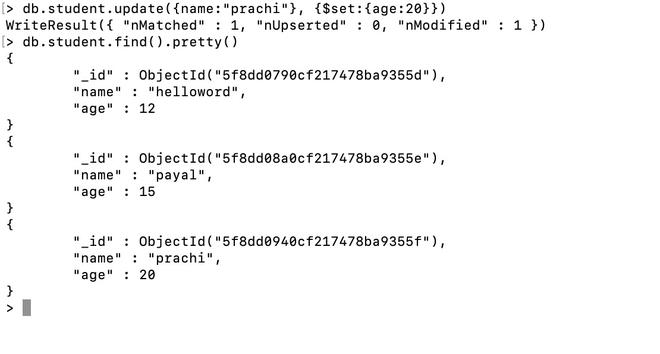 [> db.student.update({name:"prachi"}, {$set:{age:20}})
WriteResult({ "nMatched" : 1, "nUpserted" : 0, "nModified" : 1 })
[> db.student.find().pretty()
{
"_id" : ObjectId("5f8dd0790cf217478ba9355d"),
"name" : "helloword",
"age" : 12
}
{
"_id" : ObjectId("5f8dd08a0cf217478ba9355e"),
"name" : "payal",
"age" : 15
}
{
"_id" : ObjectId("5f8dd0940cf217478ba9355f"),
"name" : "prachi",
"age" : 20
}
>